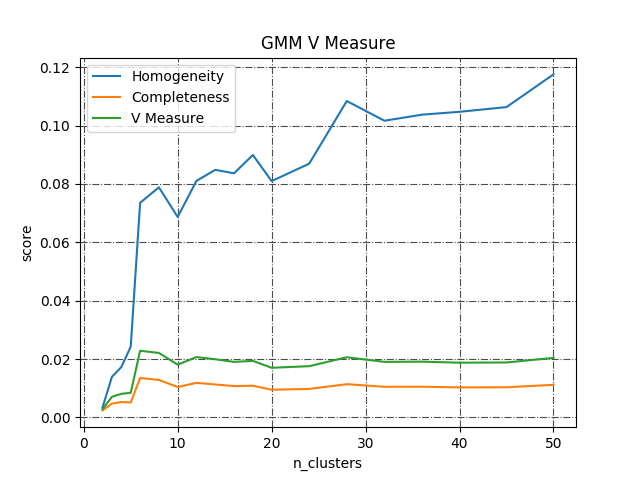 GMM V Measure
Homogeneity
Completeness
V Measure
score
0.12
0.10
0.08
0.06
0.04
0.02
0.00
0 10 20 30 40 50
n_clusters